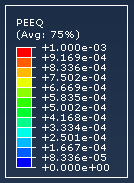 PEEQ
(Avg: 75%)
+1.000e-03
+9.169e-04
+8.336e-04
+7.502e-04
+6.669e-04
+5.835e-04
+5.002e-04
+4.168e-04
+3.334e-04
+2.501e-04
+1.667e-04
+8.336e-05
+0.000e+00